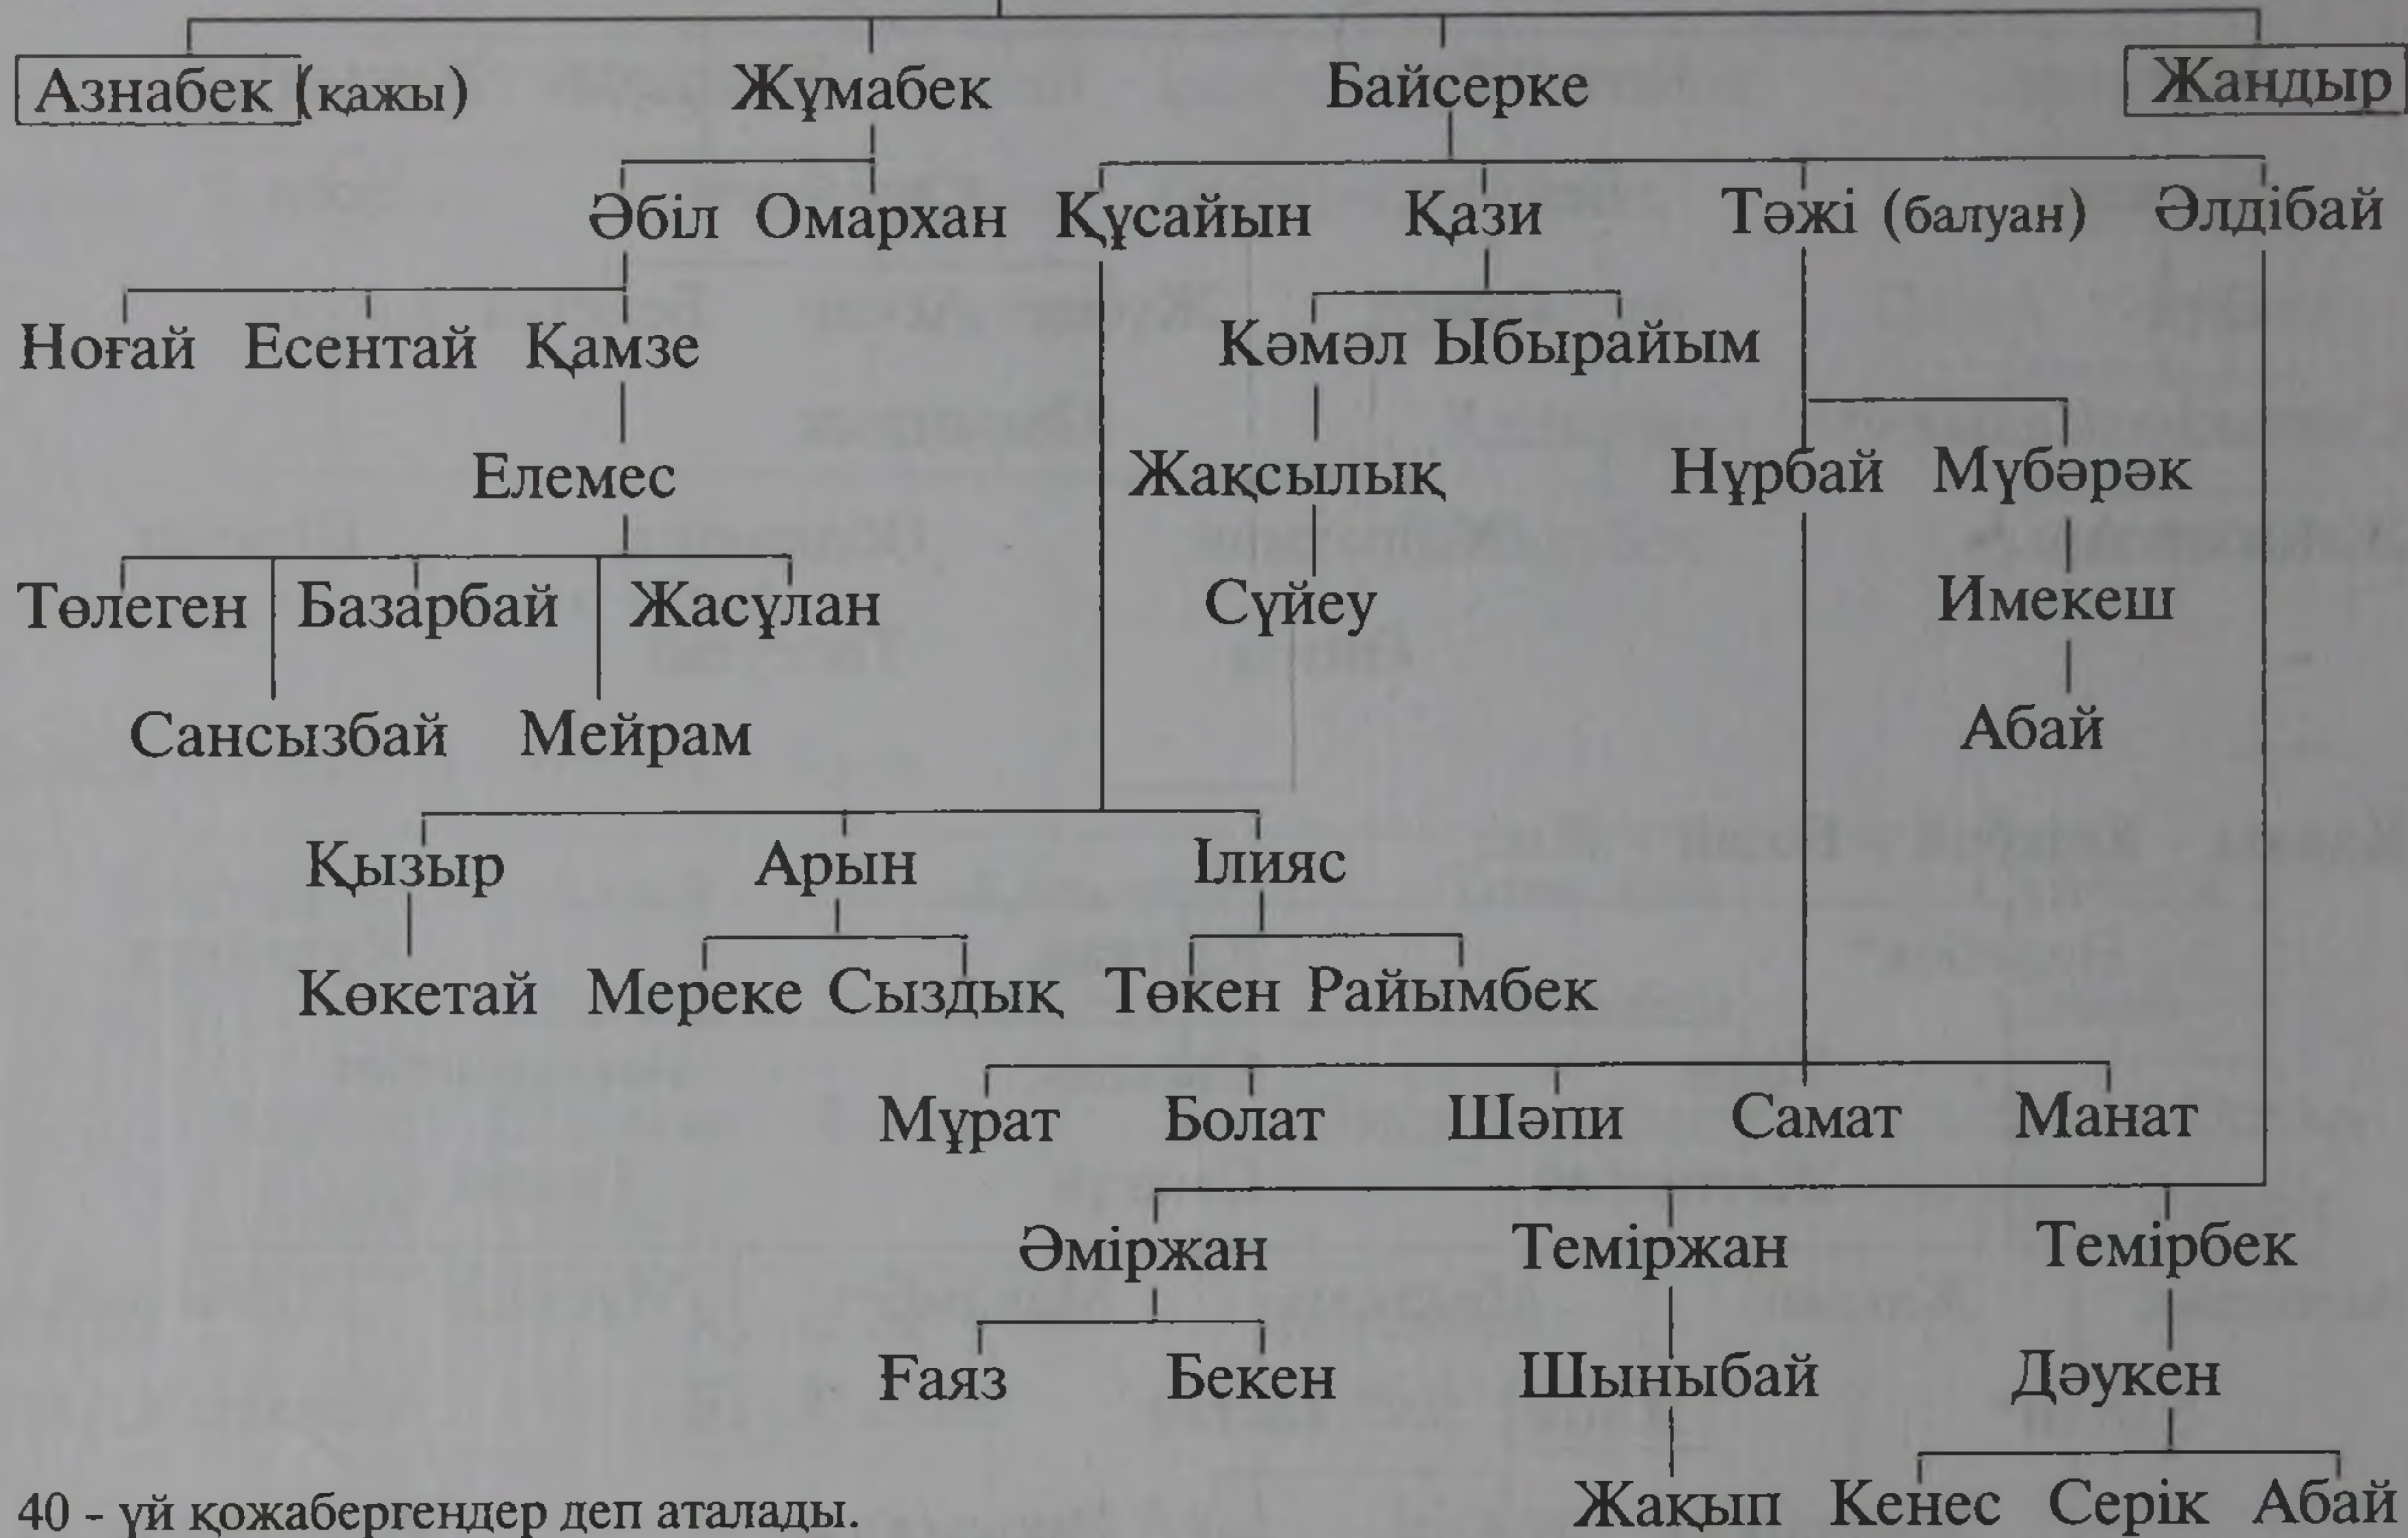 Азнабек (қажы) Жұмабек Байсерке Жандыр
Әбіл Омархан Құсайын Қази Тәжі (балуан) Әлдібай
Ноғай Есентай Қамзе Кәмәл Ыбырайым
Елемес Жақсылық Нұрбай Мүбәрәк
Төлеген Базарбай Жасұлан Сүйеу Имекеш
Сансызбай Мейрам Абай
Қызыр Арын Ілияс
Көкетай Мереке Сыздық Төкен Райымбек
Мұрат Болат Шәпи Самат Манат
Әміржан Теміржан Темірбек
Ғаяз Бекен Шыныбай Дәукен
40 - үй қожабергендер деп аталады. Жақып Кенес Серік Абай